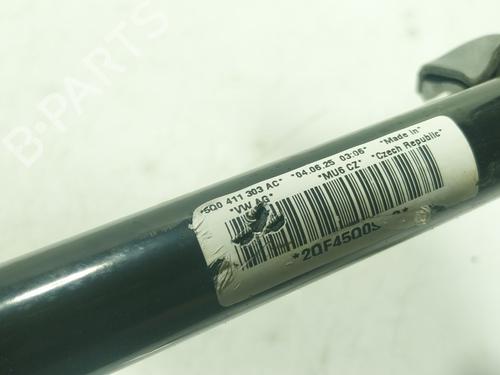 B-PARTS
*5Q0 411 303 AC* *04.06.25 03:06* *Made in*
*VW AG* *MU6 CZ* *Czech Republic*